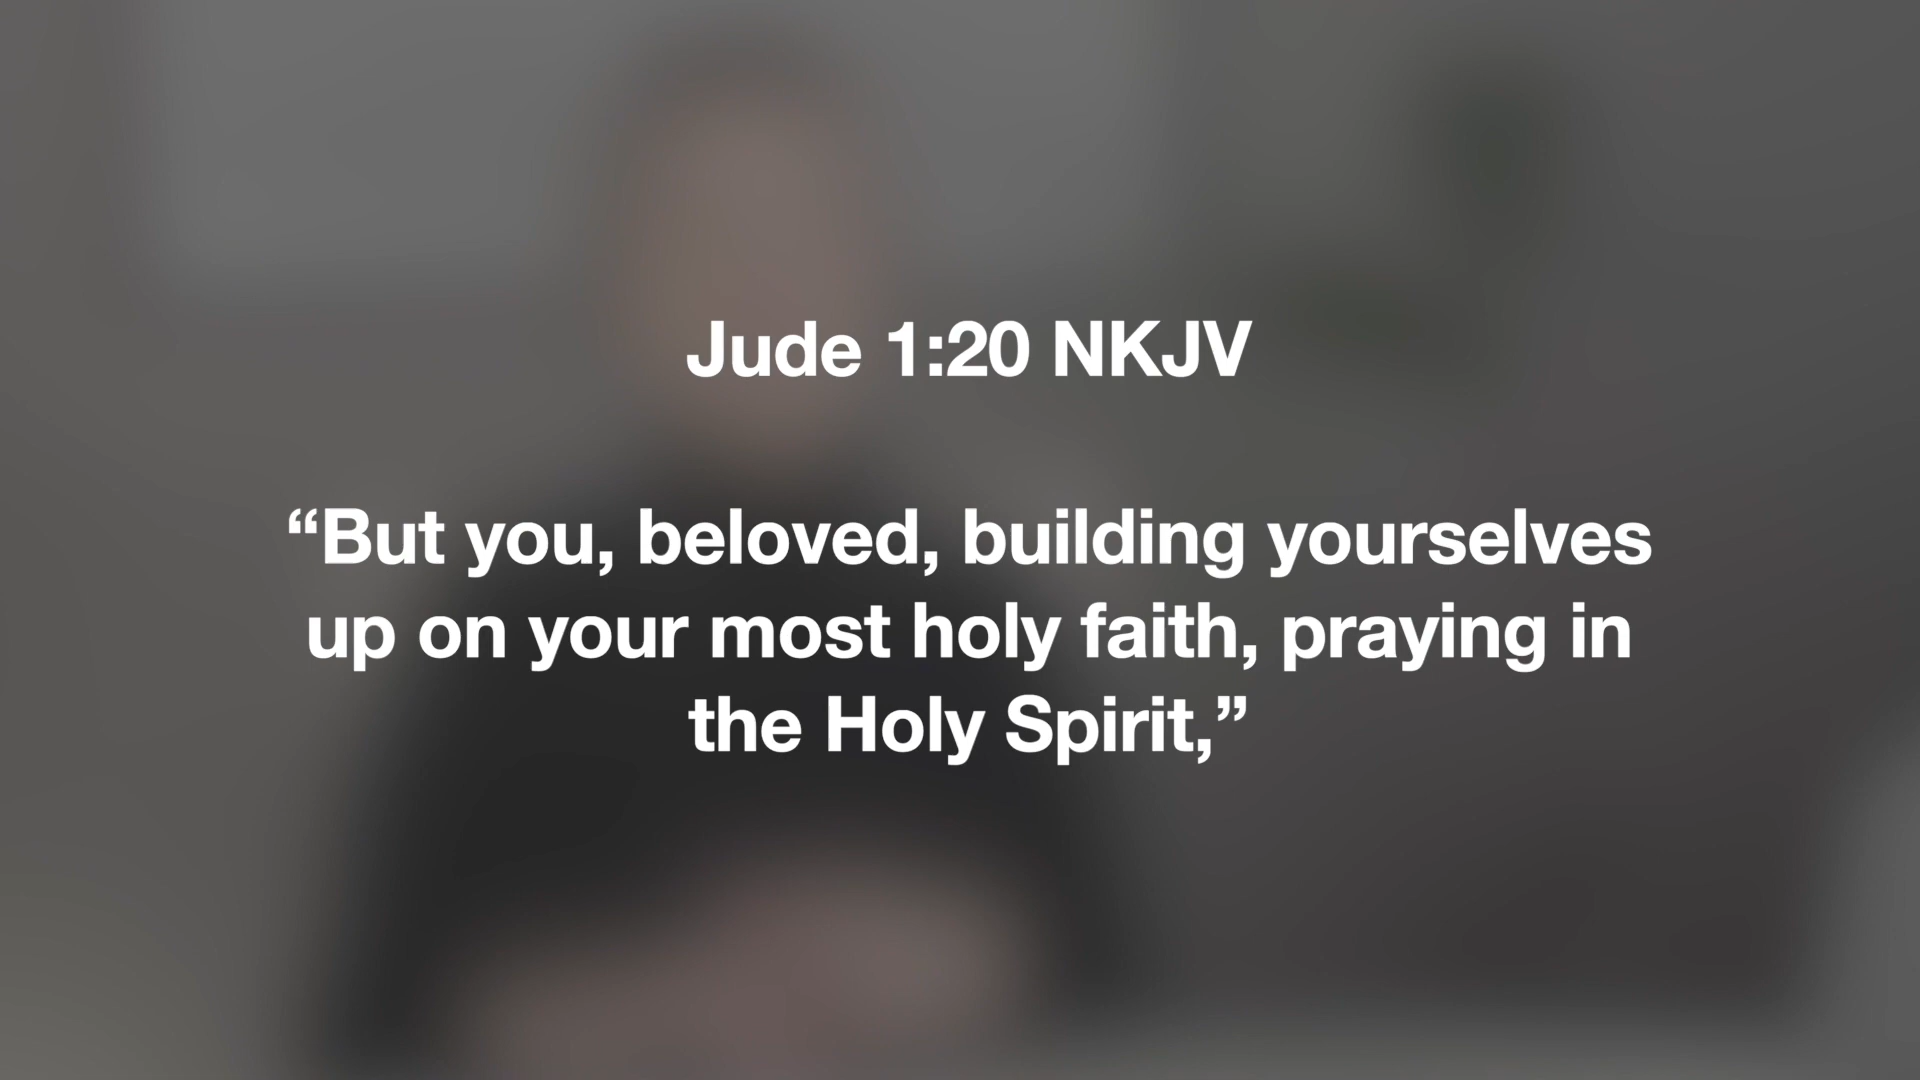 Jude 1:20 NKJV
“But you, beloved, building yourselves
up on your most holy faith, praying in
the Holy Spirit,”